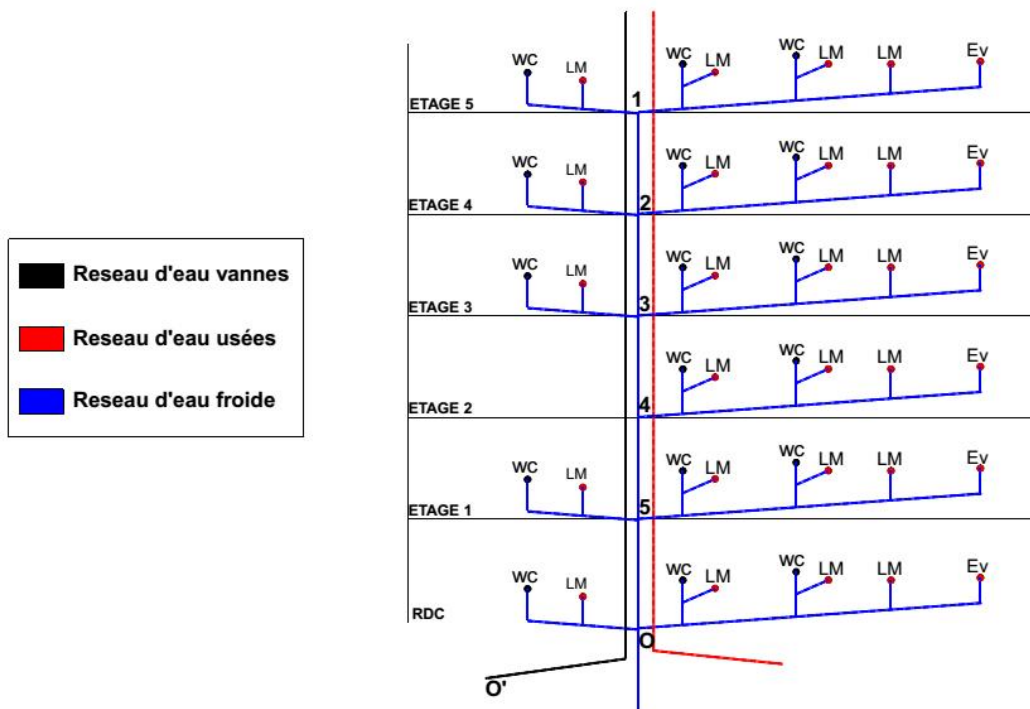 WC LM WC LM WC LM LM Ev
1
ETAGE 5
WC LM WC LM WC LM LM Ev
2
ETAGE 4
WC LM WC LM WC LM LM Ev
3
ETAGE 3
WC LM WC LM LM Ev
4
ETAGE 2
WC LM WC LM WC LM LM Ev
5
ETAGE 1
WC LM WC LM WC LM LM Ev
RDC
O
O'
Reseau d'eau vannes
Reseau d'eau usées
Reseau d'eau froide